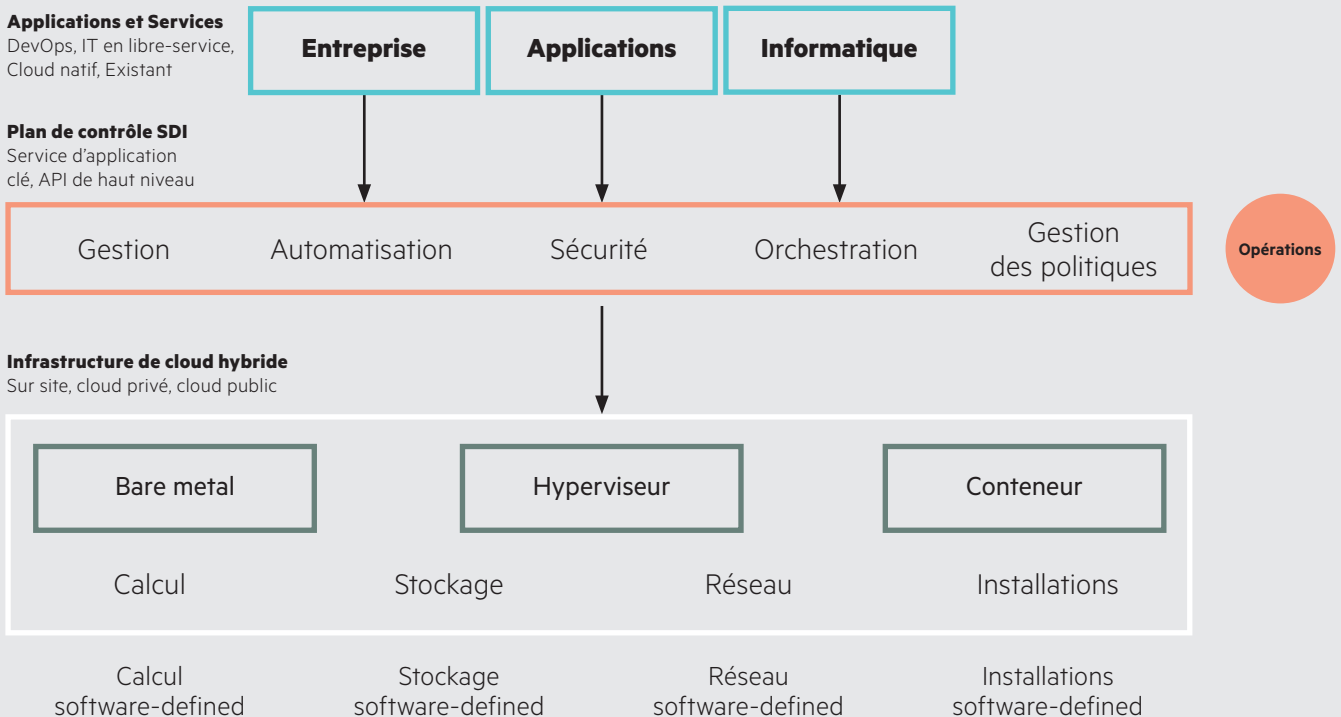 Applications et Services
DevOps, IT en libre-service,
Cloud natif, Existant
Entreprise
Applications
Informatique
Plan de contrôle SDI
Service d'application
clé, API de haut niveau
Gestion
Automatisation
Sécurité
Orchestration
Gestion
des politiques
Opérations
Infrastructure de cloud hybride
Sur site, cloud privé, cloud public
Bare metal
Hyperviseur
Conteneur
Calcul
Stockage
Réseau
Installations
Calcul
software-defined
Stockage
software-defined
Réseau
software-defined
Installations
software-defined